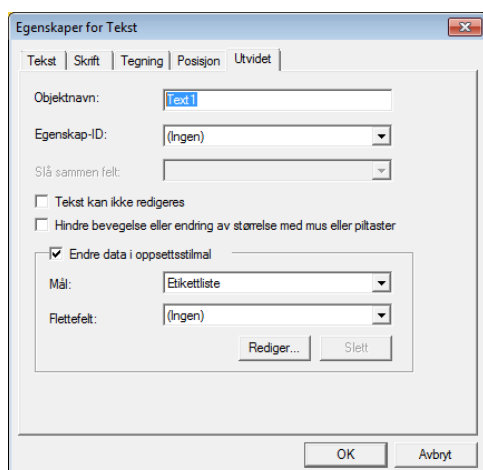 Egenskaper for Tekst
Tekst Skrift Tegning Posisjon Utvidet
Objektnavn: Text1
Egenskap-ID: (Ingen)
Slå sammen felt:
Tekst kan ikke redigeres
Hindre bevegelse eller endring av størrelse med mus eller piltaster
Endre data i oppsettsstilmal
Mål: Etikettliste
Flettefelt: (Ingen)
Rediger... Slett
OK Avbryt